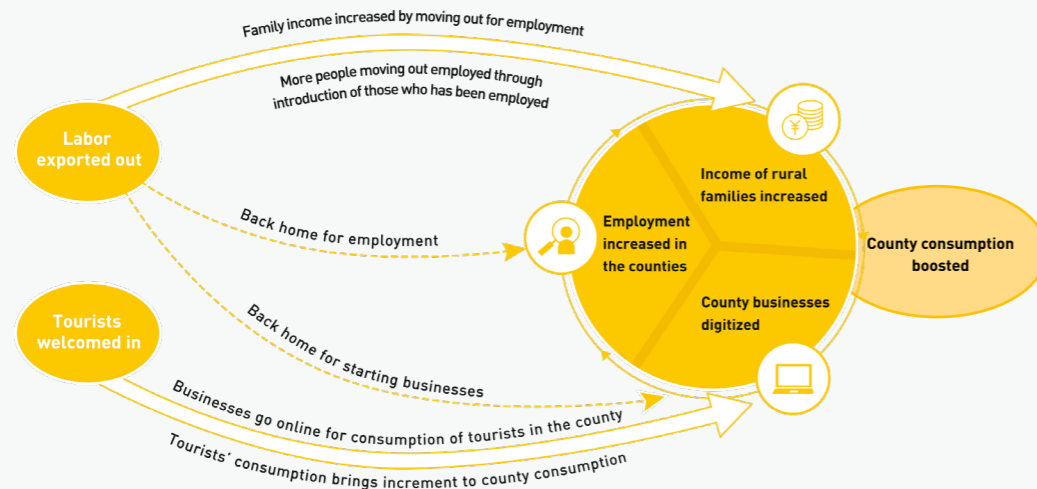 Family income increased by moving out for employment
More people moving out employed through
introduction of those who has been employed
Labor
exported out
Back home for employment
Back home for starting businesses
Tourists
welcomed in
Businesses go online for consumption of tourists in the county
Tourists' consumption brings increment to county consumption
¥
Income of rural
families increased
Employment
increased in
the counties
County businesses
digitized
County consumption
boosted